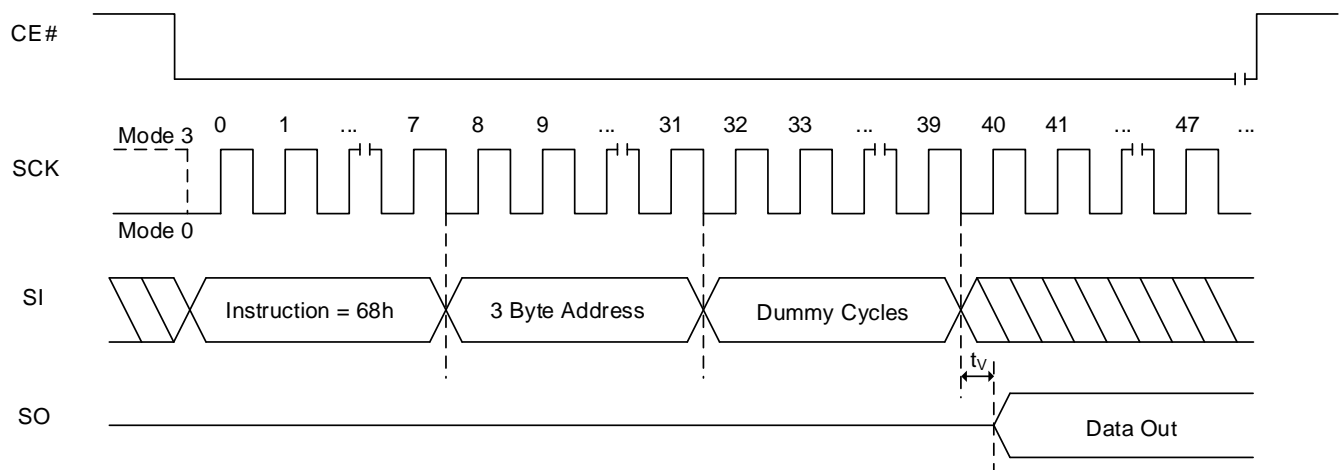 CE#
0 1 ... 7 8 9 ... 31 32 33 ... 39 40 41 ... 47 ...
Mode 3
SCK
Mode 0
SI
Instruction = 68h
3 Byte Address
Dummy Cycles
tV
SO
Data Out